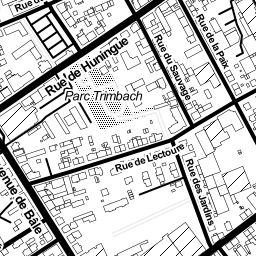 Rue de Huningue
Parc Trimbach
Rue du Sauvage
Rue de la Paix
Rue de Lectoure
Rue des Jardins
enue de Bâle